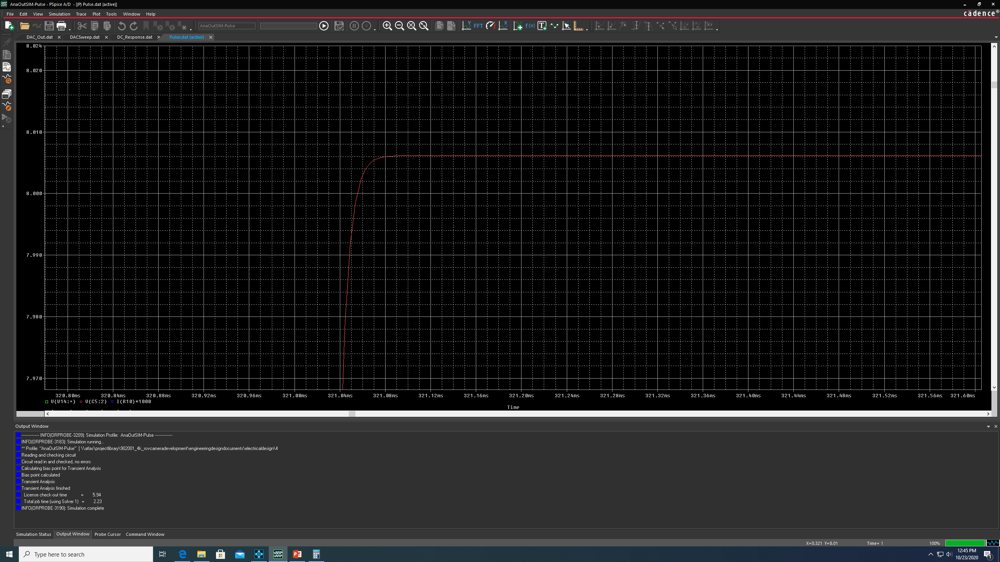 AnaOutSIM-Pulse - PSpice A/D - [(P) Pulse.dat (active)]
File Edit View Simulation Trace Plot Tools Window Help
cādence®
AnaOutSIM-Pulse
FFT
f(x)
DAC_Out.dat DACSweep.dat DC_Response.dat Pulse.dat (active)
8.024
8.020
8.010
8.000
7.990
7.980
7.970
320.80ms 320.84ms 320.88ms 320.92ms 320.96ms 321.00ms 321.04ms 321.08ms 321.12ms 321.16ms 321.20ms 321.24ms 321.28ms 321.32ms 321.36ms 321.40ms 321.44ms 321.48ms 321.52ms 321.56ms 321.60ms
V(V14:+) V(C5:2) I(R10)*1000
Time
Output Window
--------------- INFO(ORPROBE-3209): Simulation Profile: AnaOutSIM-Pulse ---------------
INFO(ORPROBE-3183): Simulation running...
** Profile: "AnaOutSIM-Pulse" [ \\atlas\projectlibrary\902001_4k_rovcameradevelopment\engineeringdesigndocuments\electricaldesign\4
Reading and checking circuit
Circuit read in and checked, no errors
Calculating bias point for Transient Analysis
Bias point calculated
Transient Analysis
Transient Analysis finished
License check-out time = 5.94
Total job time (using Solver 1) = 2.23
INFO(ORPROBE-3190): Simulation complete
Simulation Status Output Window Probe Cursor Command Window
X=0.321 Y=8.01 Time= 1 100%
Type here to search
12:45 PM
10/23/2020
1